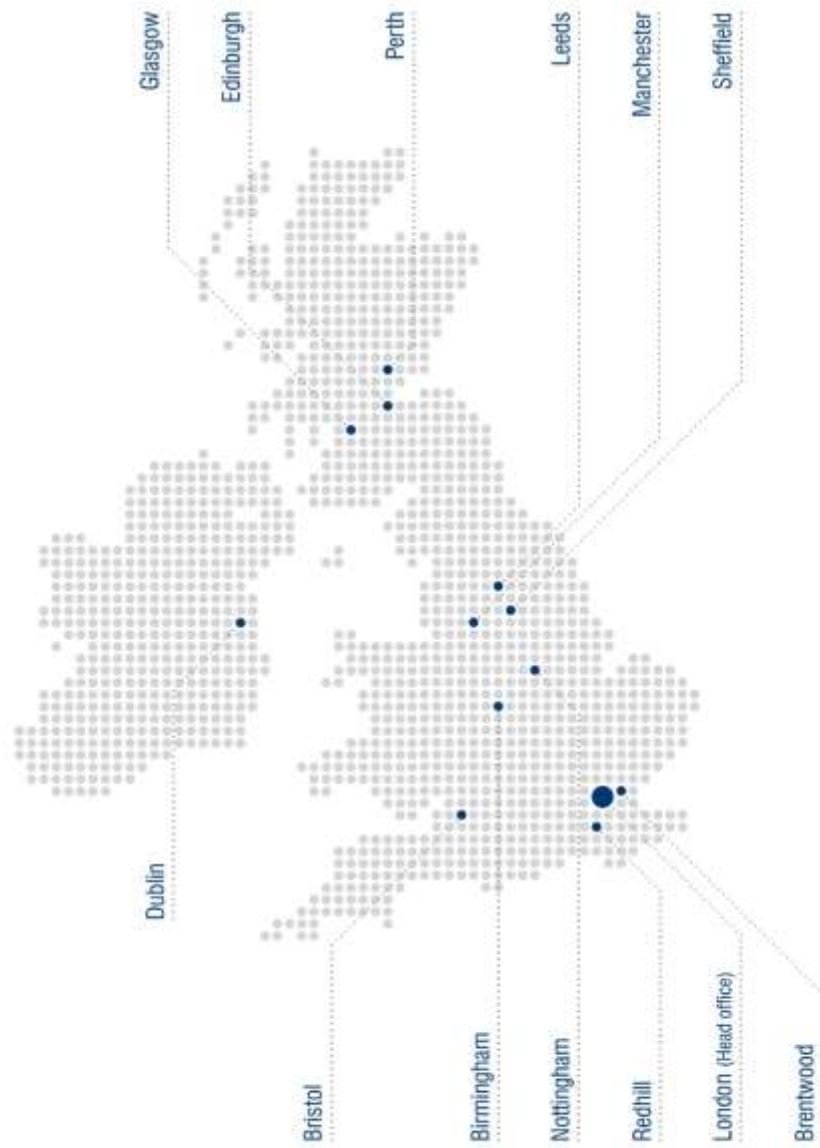 Glasgow
Edinburgh
Perth
Leeds
Manchester
Sheffield
Dublin
Bristol
Birmingham
Nottingham
Redhill
London (Head office)
Brentwood